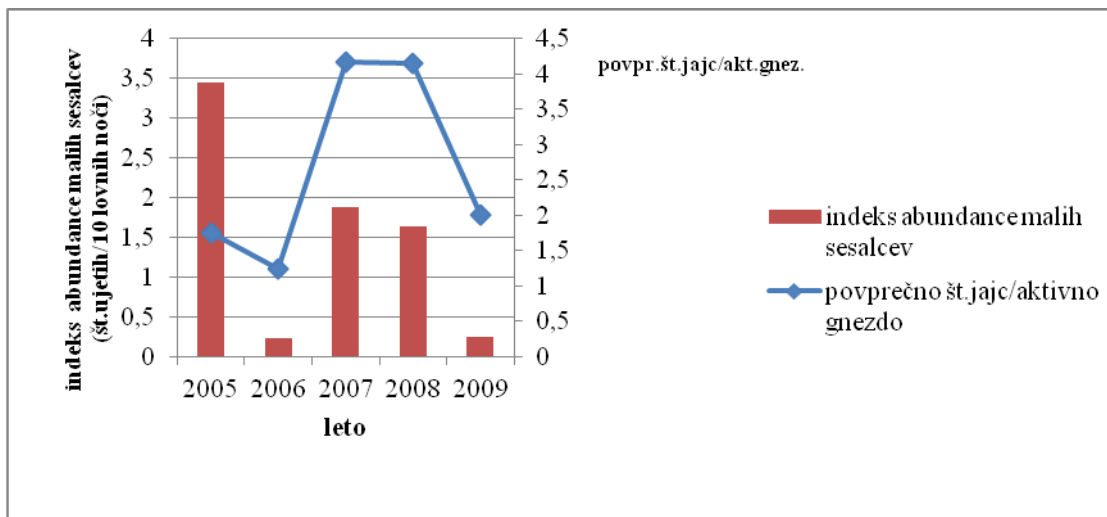 indeks abundance malih sesalcev
(št.ujetih/10 lovnih noči)
4
3,5
3
2,5
2
1,5
1
0,5
0
4,5
4
3,5
3
2,5
2
1,5
1
0,5
0
povpr.št.jajc/akt.gnez.
2005 2006 2007 2008 2009
leto
indeks abundance malih
sesalcev
povprečno št.jajc/aktivno
gnezdo